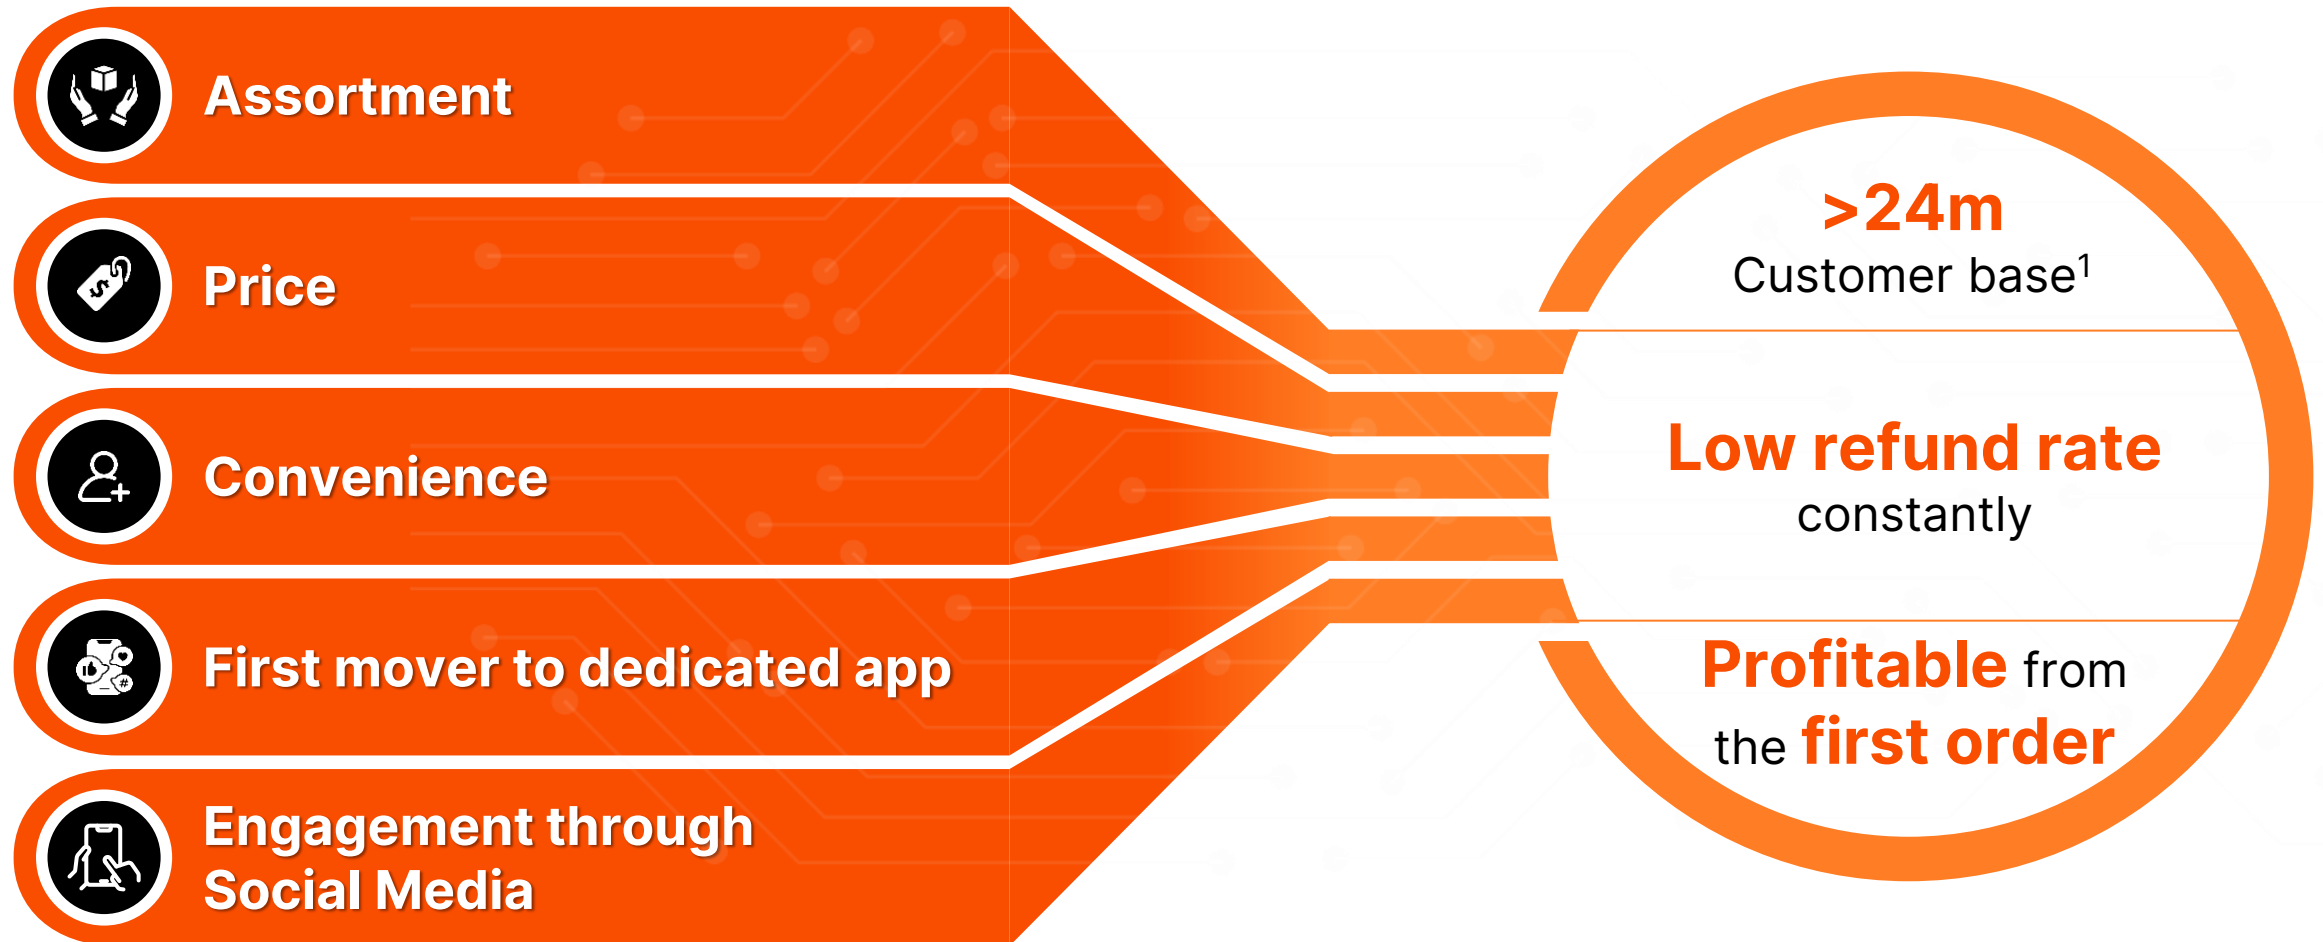 Assortment
Price
Convenience
First mover to dedicated app
Engagement through
Social Media
>24m
Customer base¹
Low refund rate
constantly
Profitable from
the first order